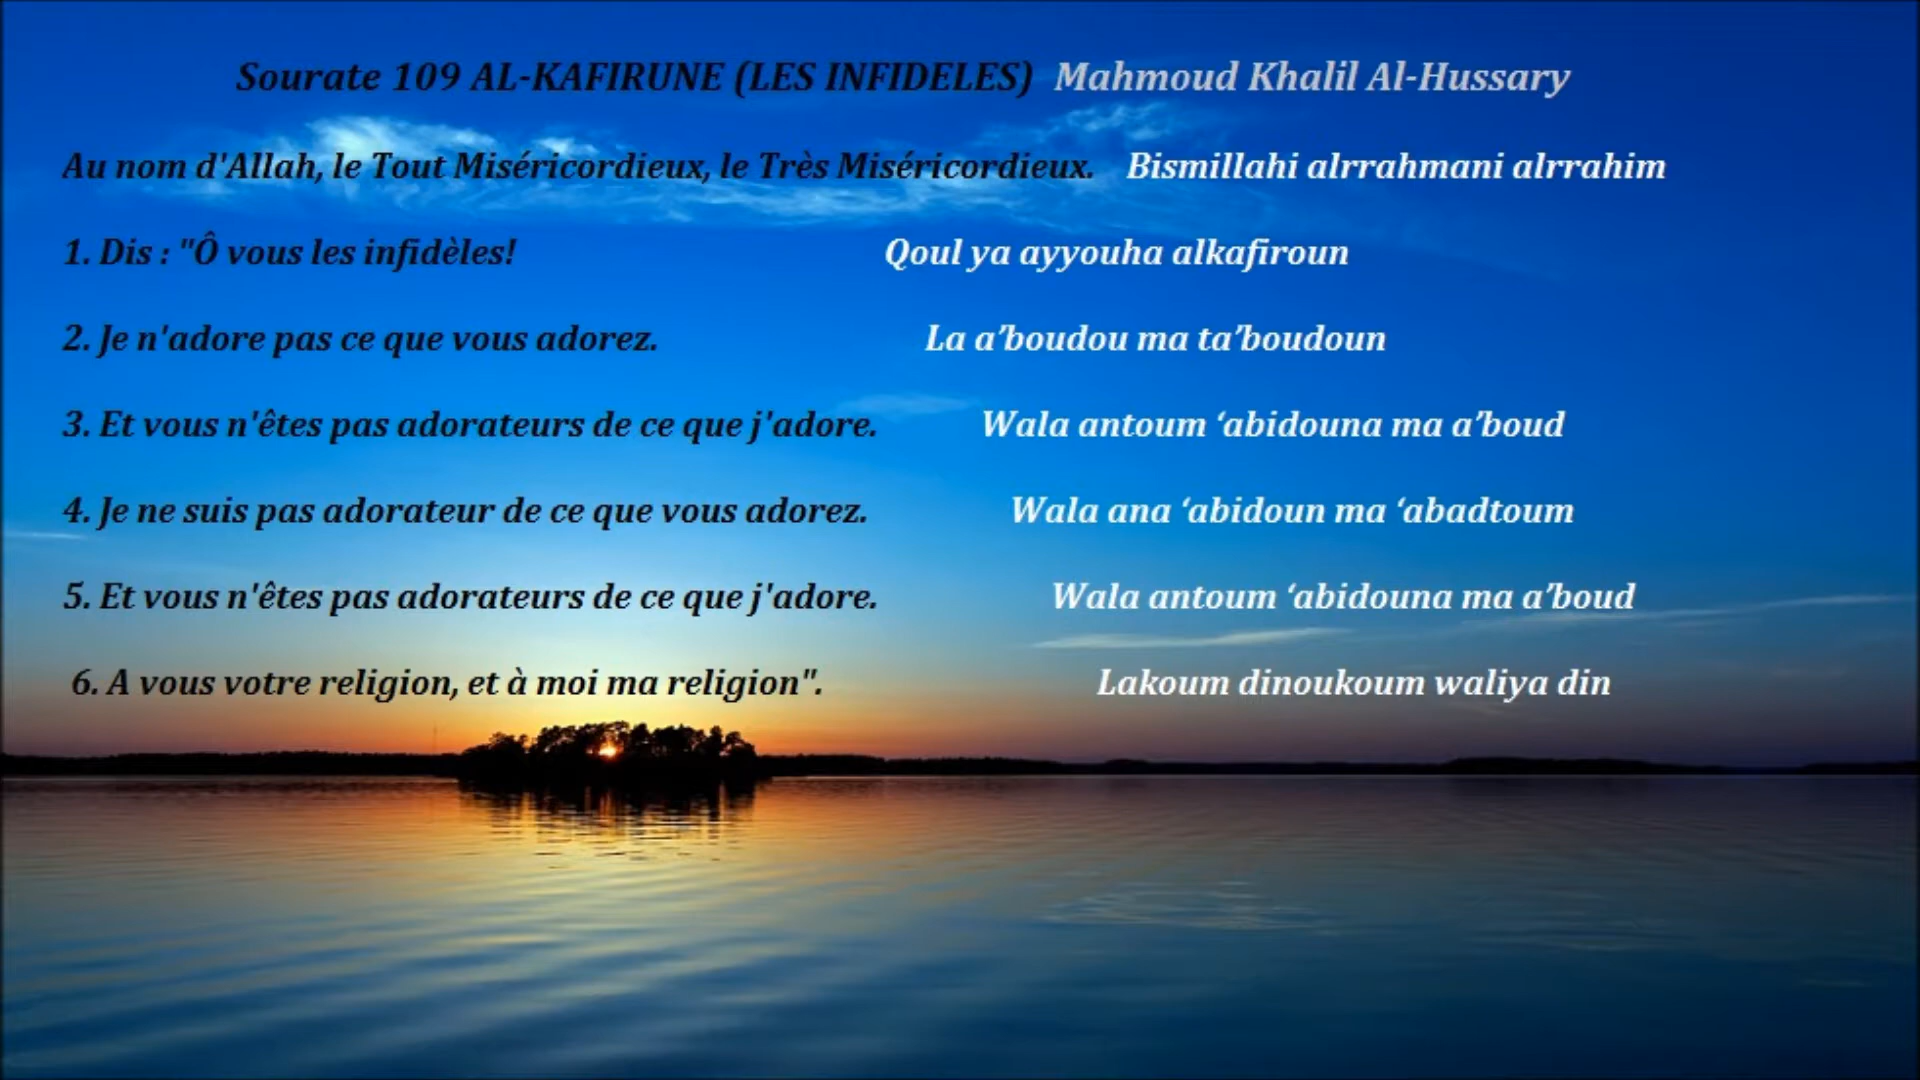 Sourate 109 AL-KAFIRUNE (LES INFIDELES) Mahmoud Khalil Al-Hussary
Au nom d'Allah, le Tout Miséricordieux, le Très Miséricordieux. Bismillahi alrrahmani alrrahim
1. Dis : "Ô vous les infidèles! Qoul ya ayyouha alkafiroun
2. Je n'adore pas ce que vous adorez. La a’boudou ma ta’boudoun
3. Et vous n'êtes pas adorateurs de ce que j'adore. Wala antoum ‘abidouna ma a’boud
4. Je ne suis pas adorateur de ce que vous adorez. Wala ana ‘abidoun ma ‘abadtoum
5. Et vous n'êtes pas adorateurs de ce que j'adore. Wala antoum ‘abidouna ma a’boud
6. A vous votre religion, et à moi ma religion". Lakoum dinoukoum waliya din